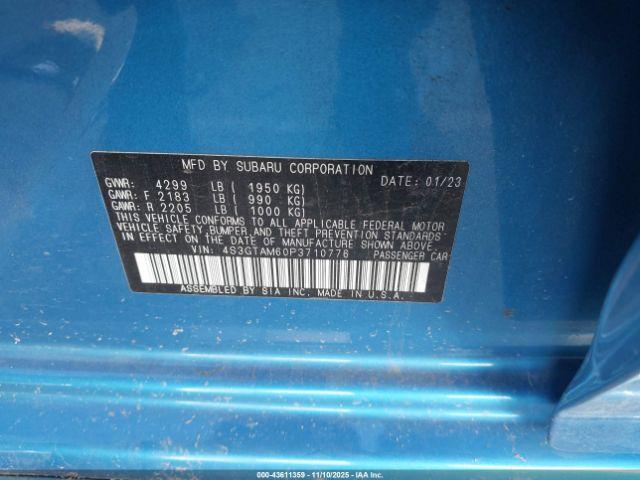 MFD BY SUBARU CORPORATION
DATE: 01/23
GVWR: 4299 LB ( 1950 KG)
GAWR: F 2183 LB ( 990 KG)
GAWR: R 2205 LB ( 1000 KG)
THIS VEHICLE CONFORMS TO ALL APPLICABLE FEDERAL MOTOR
VEHICLE SAFETY, BUMPER, AND THEFT PREVENTION STANDARDS
IN EFFECT ON THE DATE OF MANUFACTURE SHOWN ABOVE.
VIN: 4S3GTAM60P3710776 PASSENGER CAR
ASSEMBLED BY SIA INC. MADE IN U.S.A.
000-43611359 - 11/10/2025 - IAAI.com